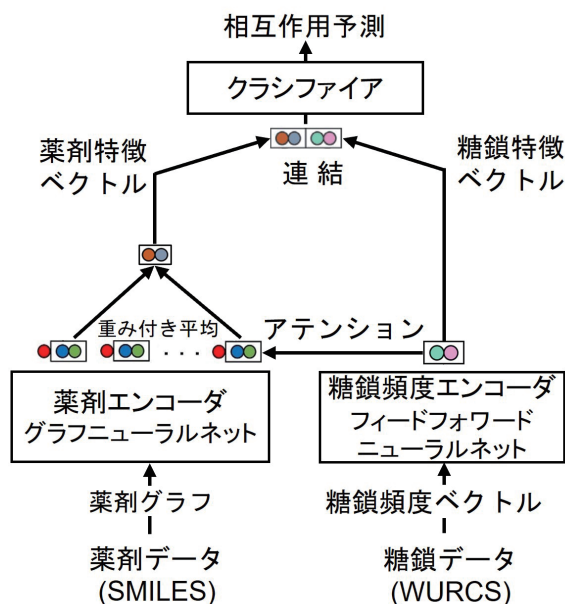 相互作用予測
クラシファイア
薬剤特徴
ベクトル
連結
糖鎖特徴
ベクトル
重み付き平均
・・・
アテンション
薬剤エンコーダ
グラフニューラルネット
糖鎖頻度エンコーダ
フィードフォワード
ニューラルネット
薬剤グラフ
糖鎖頻度ベクトル
薬剤データ
(SMILES)
糖鎖データ
(WURCS)